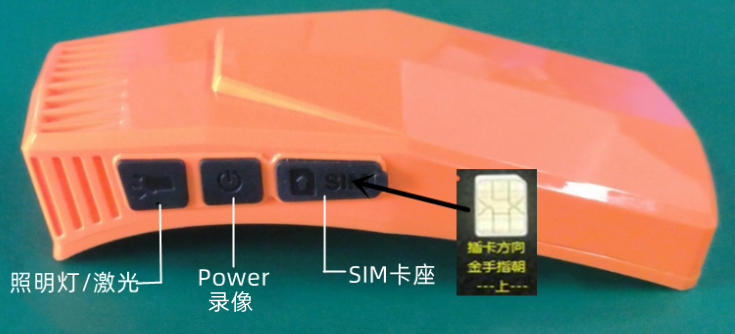 SIM
照明灯/激光
Power
录像
SIM卡座
插卡方向
金手指朝
---上---